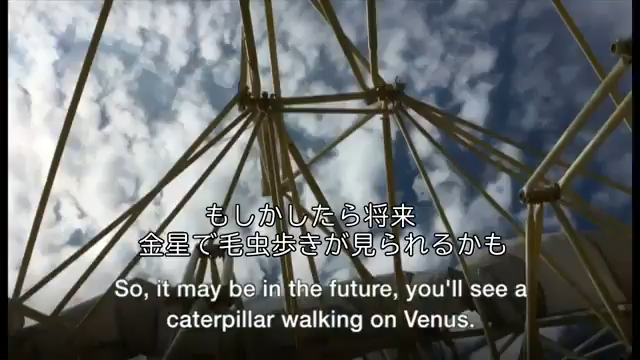 もしかしたら将来
金星で毛虫歩きが見られるかも
So, it may be in the future, you'll see a
caterpillar walking on Venus.